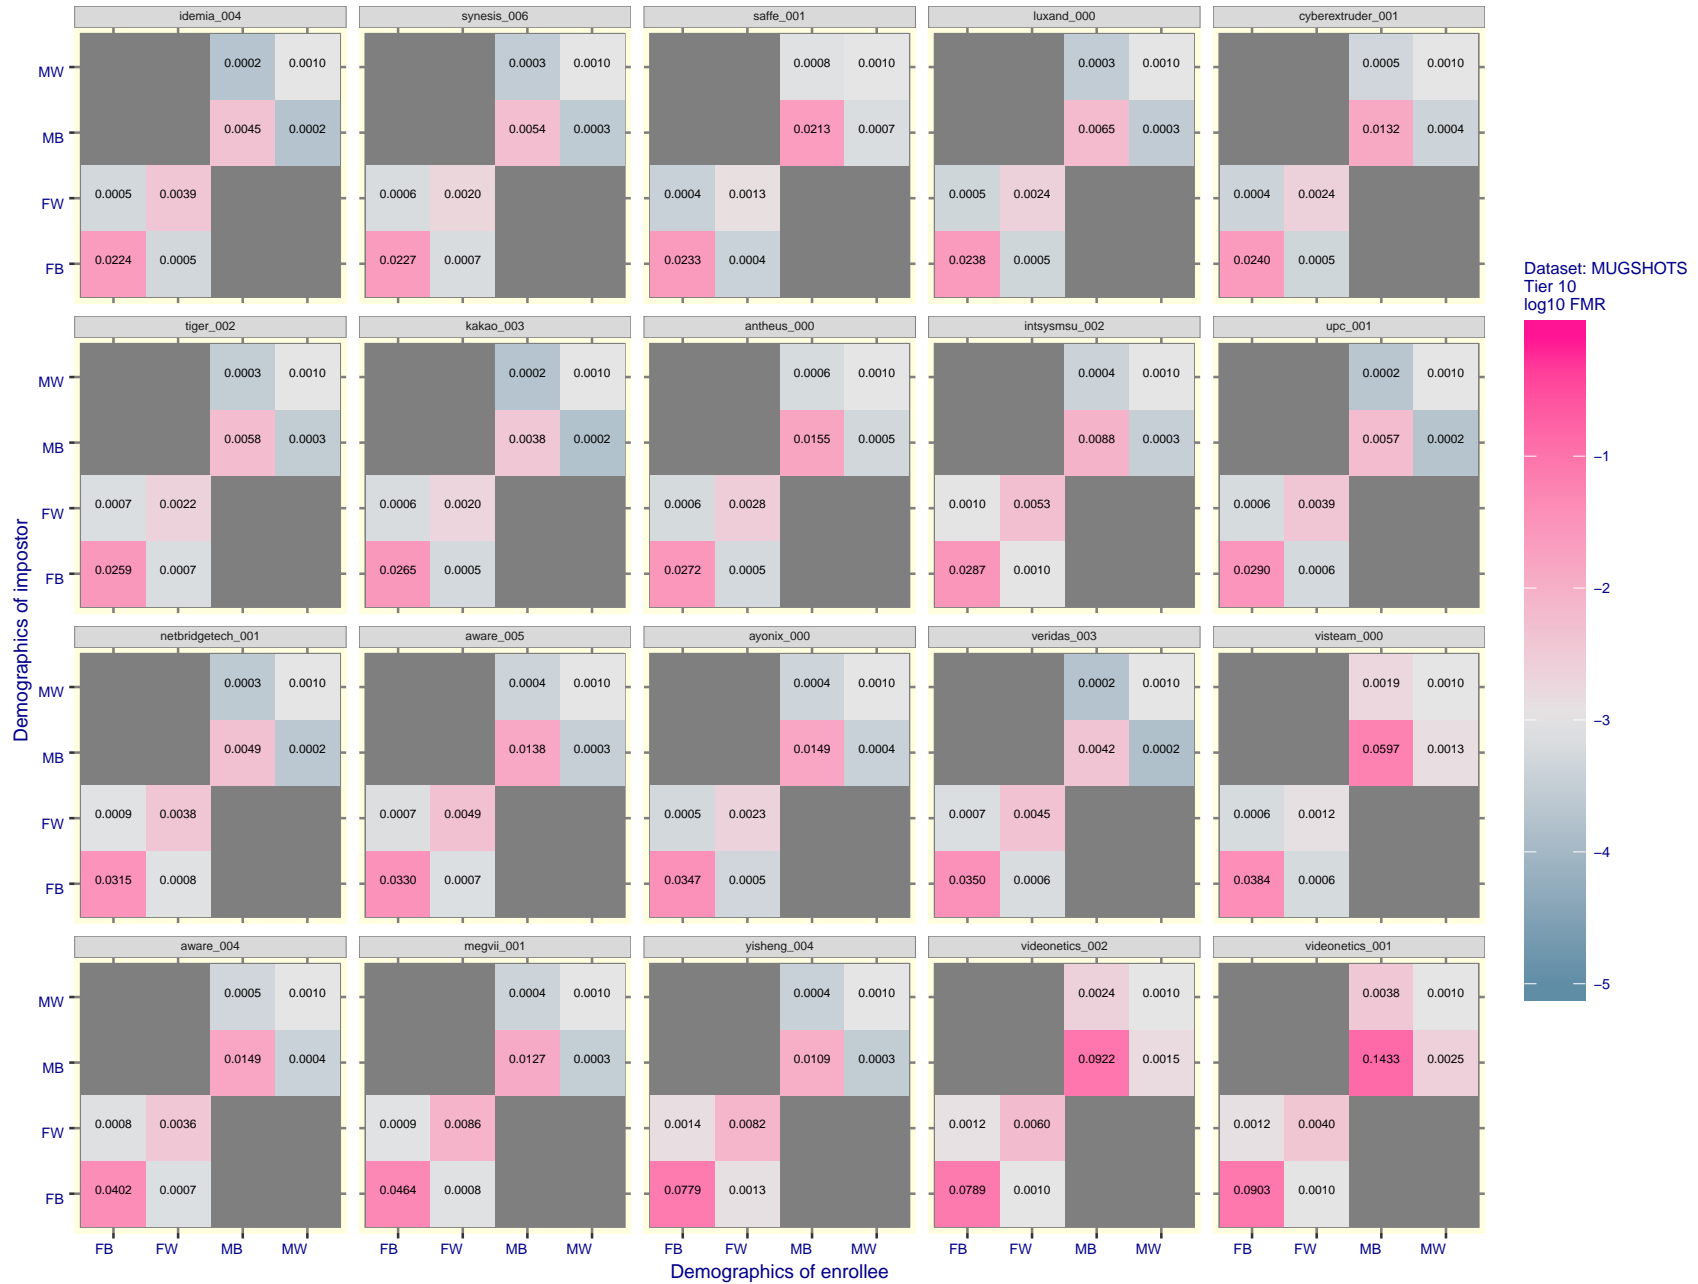 idemia_004 synesis_006 saffe_001 luxand_000 cyberextruder_001
MW 0.0002 0.0010 0.0003 0.0010 0.0008 0.0010 0.0003 0.0010 0.0005 0.0010
MB 0.0045 0.0002 0.0054 0.0003 0.0213 0.0007 0.0065 0.0003 0.0132 0.0004
FW 0.0005 0.0039 0.0006 0.0020 0.0004 0.0013 0.0005 0.0024 0.0004 0.0024
FB 0.0224 0.0005 0.0227 0.0007 0.0233 0.0004 0.0238 0.0005 0.0240 0.0005
tiger_002 kakao_003 antheus_000 intsysmsu_002 upc_001
MW 0.0003 0.0010 0.0002 0.0010 0.0006 0.0010 0.0004 0.0010 0.0002 0.0010
MB 0.0058 0.0003 0.0038 0.0002 0.0155 0.0005 0.0088 0.0003 0.0057 0.0002
FW 0.0007 0.0022 0.0006 0.0020 0.0006 0.0028 0.0010 0.0053 0.0006 0.0039
FB 0.0259 0.0007 0.0265 0.0005 0.0272 0.0005 0.0287 0.0010 0.0290 0.0006
netbridgetech_001 aware_005 ayonix_000 veridas_003 visteam_000
MW 0.0003 0.0010 0.0004 0.0010 0.0004 0.0010 0.0002 0.0010 0.0019 0.0010
MB 0.0049 0.0002 0.0138 0.0003 0.0149 0.0004 0.0042 0.0002 0.0597 0.0013
FW 0.0009 0.0038 0.0007 0.0049 0.0005 0.0023 0.0007 0.0045 0.0006 0.0012
FB 0.0315 0.0008 0.0330 0.0007 0.0347 0.0005 0.0350 0.0006 0.0384 0.0006
aware_004 megvii_001 yisheng_004 videonetics_002 videonetics_001
MW 0.0005 0.0010 0.0004 0.0010 0.0004 0.0010 0.0024 0.0010 0.0038 0.0010
MB 0.0149 0.0004 0.0127 0.0003 0.0109 0.0003 0.0922 0.0015 0.1433 0.0025
FW 0.0008 0.0036 0.0009 0.0086 0.0014 0.0082 0.0012 0.0060 0.0012 0.0040
FB 0.0402 0.0007 0.0464 0.0008 0.0779 0.0013 0.0789 0.0010 0.0903 0.0010
FB FW MB MW FB FW MB MW FB FW MB MW FB FW MB MW FB FW MB MW
Demographics of enrollee
Demographics of impostor
Dataset: MUGSHOTS
Tier 10
log10 FMR
−1
−2
−3
−4
−5